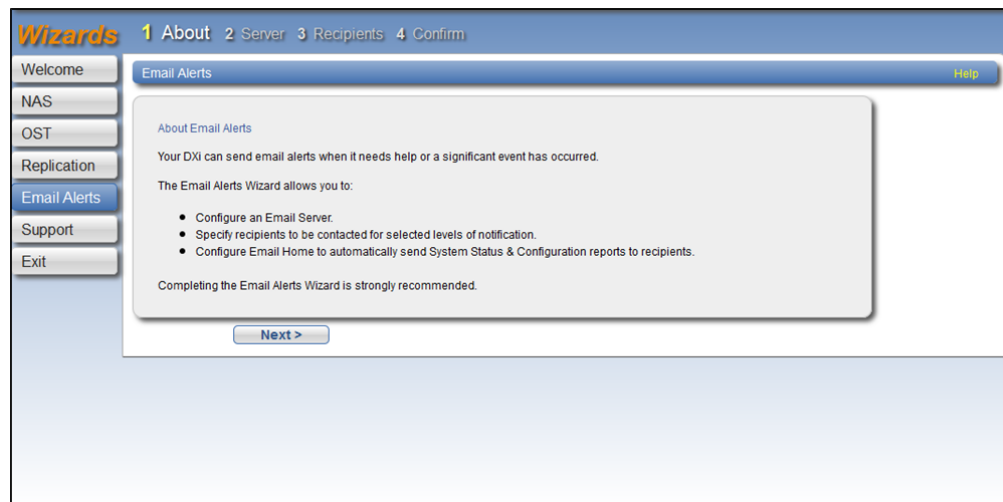 Wizards
1 About 2 Server 3 Recipients 4 Confirm
Welcome
NAS
OST
Replication
Email Alerts
Support
Exit
Email Alerts
Help
About Email Alerts
Your DXi can send email alerts when it needs help or a significant event has occurred.
The Email Alerts Wizard allows you to:
• Configure an Email Server.
• Specify recipients to be contacted for selected levels of notification.
• Configure Email Home to automatically send System Status & Configuration reports to recipients.
Completing the Email Alerts Wizard is strongly recommended.
Next >